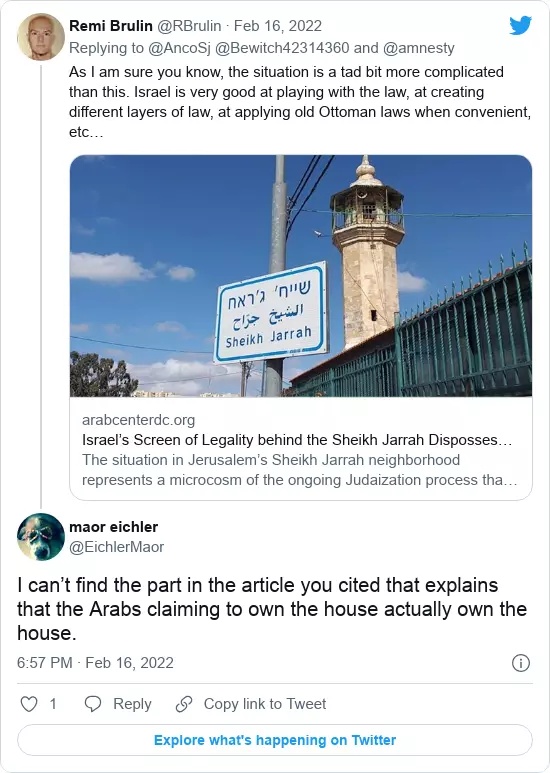 Remi Brulin @RBrulin · Feb 16, 2022
Replying to @AncoSj @Bewitch42314360 and @amnesty
As I am sure you know, the situation is a tad bit more complicated
than this. Israel is very good at playing with the law, at creating
different layers of law, at applying old Ottoman laws when convenient,
etc…
שייח' ג'ראח
الشيخ جرّاح
Sheikh Jarrah
arabcenterdc.org
Israel’s Screen of Legality behind the Sheikh Jarrah Disposses…
The situation in Jerusalem’s Sheikh Jarrah neighborhood
represents a microcosm of the ongoing Judaization process tha…
maor eichler
@EichlerMaor
I can’t find the part in the article you cited that explains
that the Arabs claiming to own the house actually own the
house.
6:57 PM · Feb 16, 2022
1 Reply Copy link to Tweet
Explore what's happening on Twitter